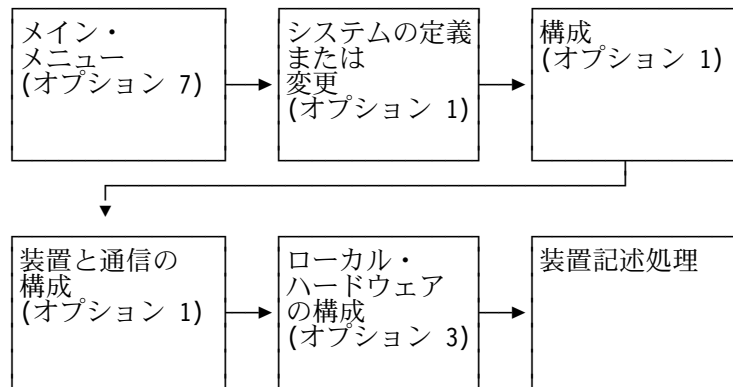 メイン・
メニュー
(オプション 7)
システムの定義
または
変更
(オプション 1)
構成
(オプション 1)
装置と通信の
構成
(オプション 1)
ローカル・
ハードウェア
の構成
(オプション 3)
装置記述処理